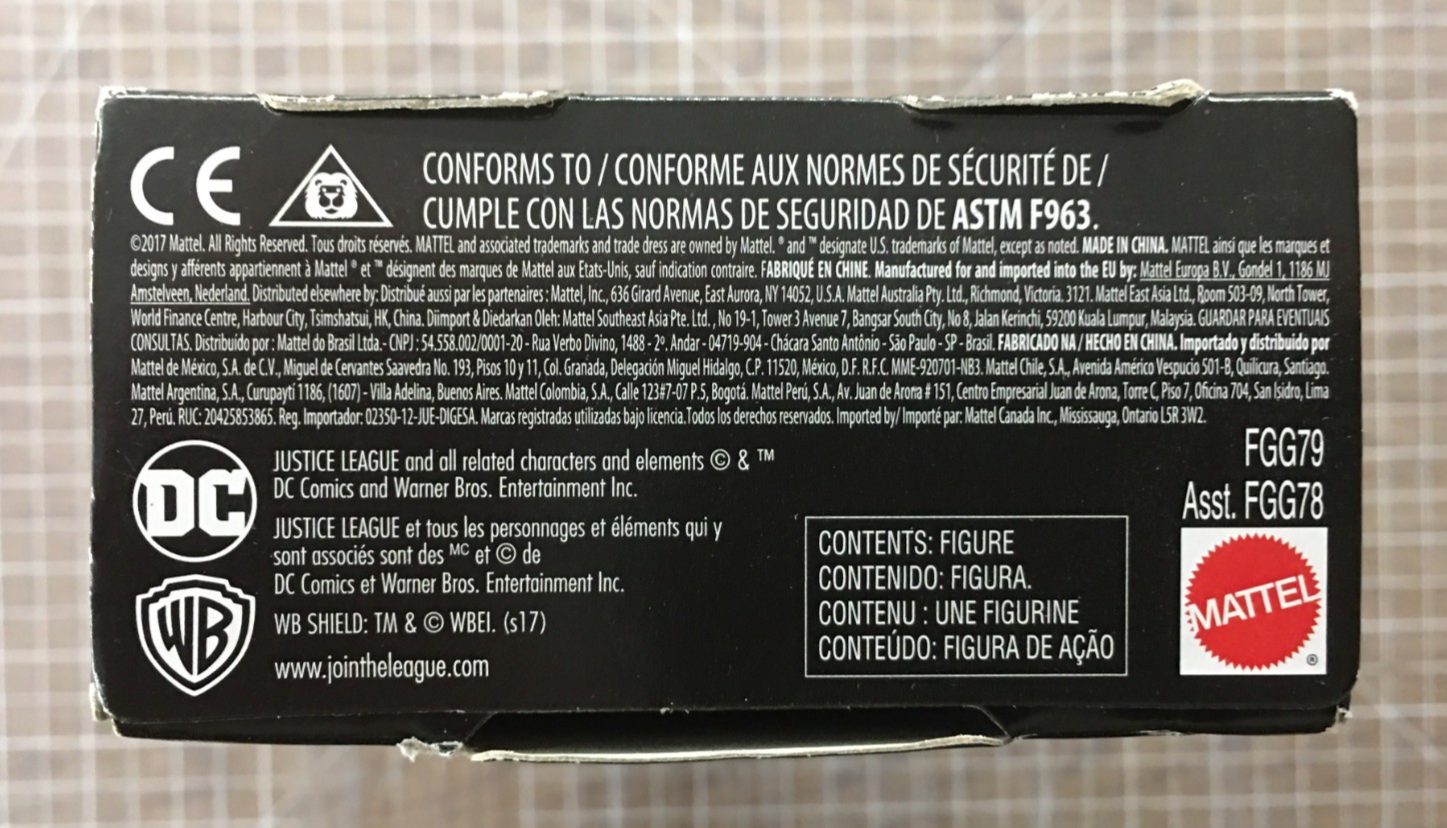 CE
CONFORMS TO / CONFORME AUX NORMES DE SÉCURITÉ DE /
CUMPLE CON LAS NORMAS DE SEGURIDAD DE ASTM F963.
©2017 Mattel. All Rights Reserved. Tous droits réservés. MATTEL and associated trademarks and trade dress are owned by Mattel. ® and ™ designate U.S. trademarks of Mattel, except as noted. MADE IN CHINA. MATTEL ainsi que les marques et
designs y afférents appartiennent à Mattel ® et ™ désignent des marques de Mattel aux Etats-Unis, sauf indication contraire. FABRIQUÉ EN CHINE. Manufactured for and imported into the EU by: Mattel Europa B.V., Gondel 1, 1186 MJ
Amstelveen, Nederland. Distributed elsewhere by: Distribué aussi par les partenaires : Mattel, Inc., 636 Girard Avenue, East Aurora, NY 14052, U.S.A. Mattel Australia Pty. Ltd., Richmond, Victoria. 3121. Mattel East Asia Ltd., Room 503-09, North Tower,
World Finance Centre, Harbour City, Tsimshatsui, HK, China. Diimport & Diedarkan Oleh: Mattel Southeast Asia Pte. Ltd. , No 19-1, Tower 3 Avenue 7, Bangsar South City, No 8, Jalan Kerinchi, 59200 Kuala Lumpur, Malaysia. GUARDAR PARA EVENTUAIS
CONSULTAS. Distribuido por : Mattel do Brasil Ltda.- CNPJ : 54.558.002/0001-20 - Rua Verbo Divino, 1488 - 2º. Andar - 04719-904 - Chácara Santo Antônio - São Paulo - SP - Brasil. FABRICADO NA / HECHO EN CHINA. Importado y distribuido por
Mattel de México, S.A. de C.V., Miguel de Cervantes Saavedra No. 193, Pisos 10 y 11, Col. Granada, Delegación Miguel Hidalgo, C.P. 11520, México, D.F. R.F.C. MME-920701-NB3. Mattel Chile, S.A., Avenida Américo Vespucio 501-B, Quilicura, Santiago.
Mattel Argentina, S.A., Curupayti 1186, (1607) - Villa Adelina, Buenos Aires. Mattel Colombia, S.A., Calle 123#7-07 P.5, Bogotá. Mattel Perú, S.A., Av. Juan de Arona # 151, Centro Empresarial Juan de Arona, Torre C, Piso 7, Oficina 704, San Isidro, Lima
27, Perú. RUC: 20425853865. Reg. Importador: 02350-12-JUE-DIGESA. Marcas registradas utilizadas bajo licencia.Todos los derechos reservados. Imported by/ Importé par: Mattel Canada Inc., Mississauga, Ontario L5R 3W2.
FGG79
Asst. FGG78
DC
JUSTICE LEAGUE and all related characters and elements © & ™
DC Comics and Warner Bros. Entertainment Inc.
JUSTICE LEAGUE et tous les personnages et éléments qui y
sont associés sont des MC et © de
DC Comics et Warner Bros. Entertainment Inc.
WB
WB SHIELD: TM & © WBEI. (s17)
www.jointheleague.com
CONTENTS: FIGURE
CONTENIDO: FIGURA.
CONTENU : UNE FIGURINE
CONTEÚDO: FIGURA DE AÇÃO
MATTEL
®